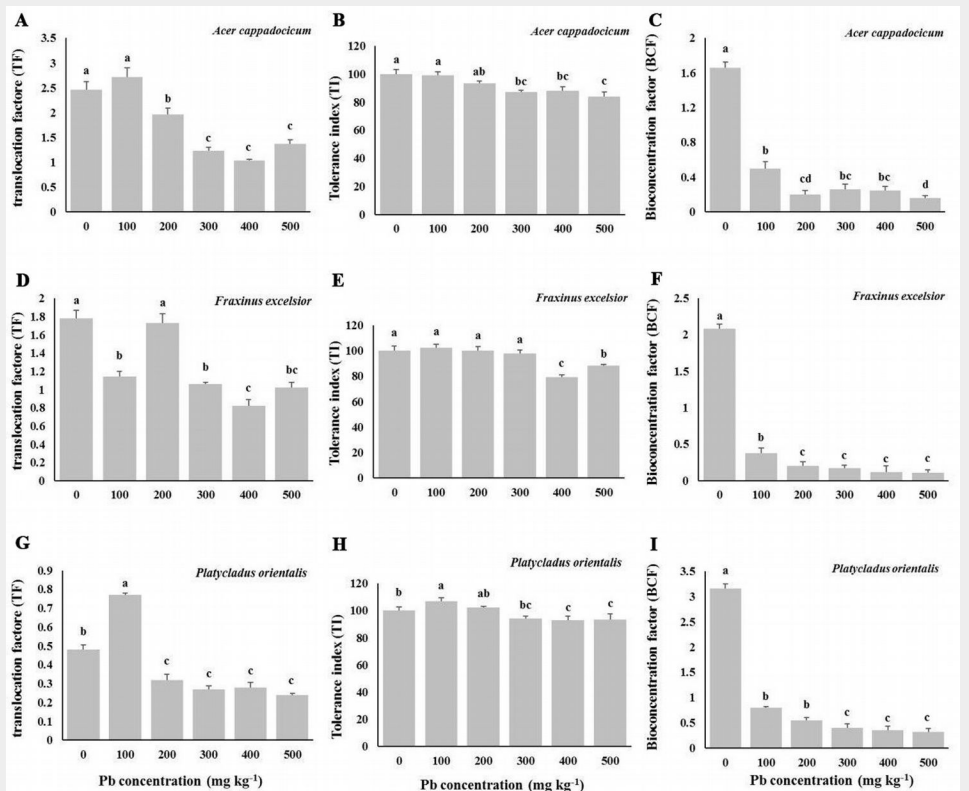 A
Acer cappadocicum
translocation factore (TF)
3.5
3
2.5
2
1.5
1
0.5
0
a
a
b
c
c
c
0 100 200 300 400 500
B
Acer cappadocicum
Tolerance index (TI)
120
100
80
60
40
20
0
a
a
ab
bc
bc
c
0 100 200 300 400 500
C
Acer cappadocicum
Bioconcentration factor (BCF)
2
1.6
1.2
0.8
0.4
0
a
b
cd
bc
bc
d
0 100 200 300 400 500
D
Fraxinus excelsior
translocation factore (TF)
2
1.8
1.6
1.4
1.2
1
0.8
0.6
0.4
0.2
0
a
b
a
b
c
bc
0 100 200 300 400 500
E
Fraxinus excelsior
Tolerance index (TI)
120
100
80
60
40
20
0
a
a
a
a
c
b
0 100 200 300 400 500
F
Fraxinus excelsior
Bioconcentration factor (BCF)
2.5
2
1.5
1
0.5
0
a
b
c
c
c
c
0 100 200 300 400 500
G
Platycladus orientalis
translocation factore (TF)
0.9
0.8
0.7
0.6
0.5
0.4
0.3
0.2
0.1
0
b
a
c
c
c
c
0 100 200 300 400 500
Pb concentration (mg kg⁻¹)
H
Platycladus orientalis
Tolerance index (TI)
120
100
80
60
40
20
0
b
a
ab
bc
c
c
0 100 200 300 400 500
Pb concentration (mg kg⁻¹)
I
Platycladus orientalis
Bioconcentration factor (BCF)
3.5
3
2.5
2
1.5
1
0.5
0
a
b
b
c
c
c
0 100 200 300 400 500
Pb concentration (mg kg⁻¹)